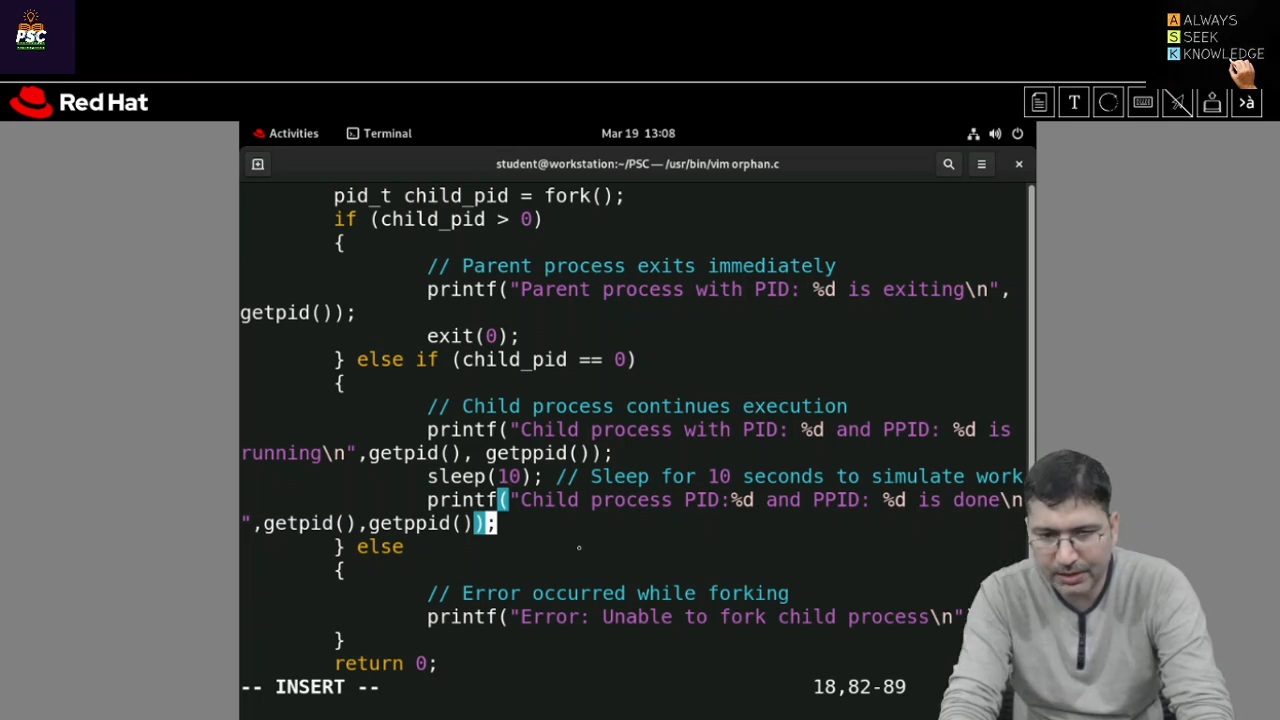 PSC
A ALWAYS
S SEEK
K KNOWLEDGE
Red Hat
T
›à
Activities
Terminal
Mar 19 13:08
student@workstation:~/PSC — /usr/bin/vim orphan.c
pid_t child_pid = fork();
if (child_pid > 0)
{
// Parent process exits immediately
printf("Parent process with PID: %d is exiting\n",
getpid());
exit(0);
} else if (child_pid == 0)
{
// Child process continues execution
printf("Child process with PID: %d and PPID: %d is
running\n",getpid(), getppid());
sleep(10); // Sleep for 10 seconds to simulate work
printf("Child process PID:%d and PPID: %d is done\n
",getpid(),getppid());
} else
{
// Error occurred while forking
printf("Error: Unable to fork child process\n"
}
return 0;
-- INSERT --
18,82-89